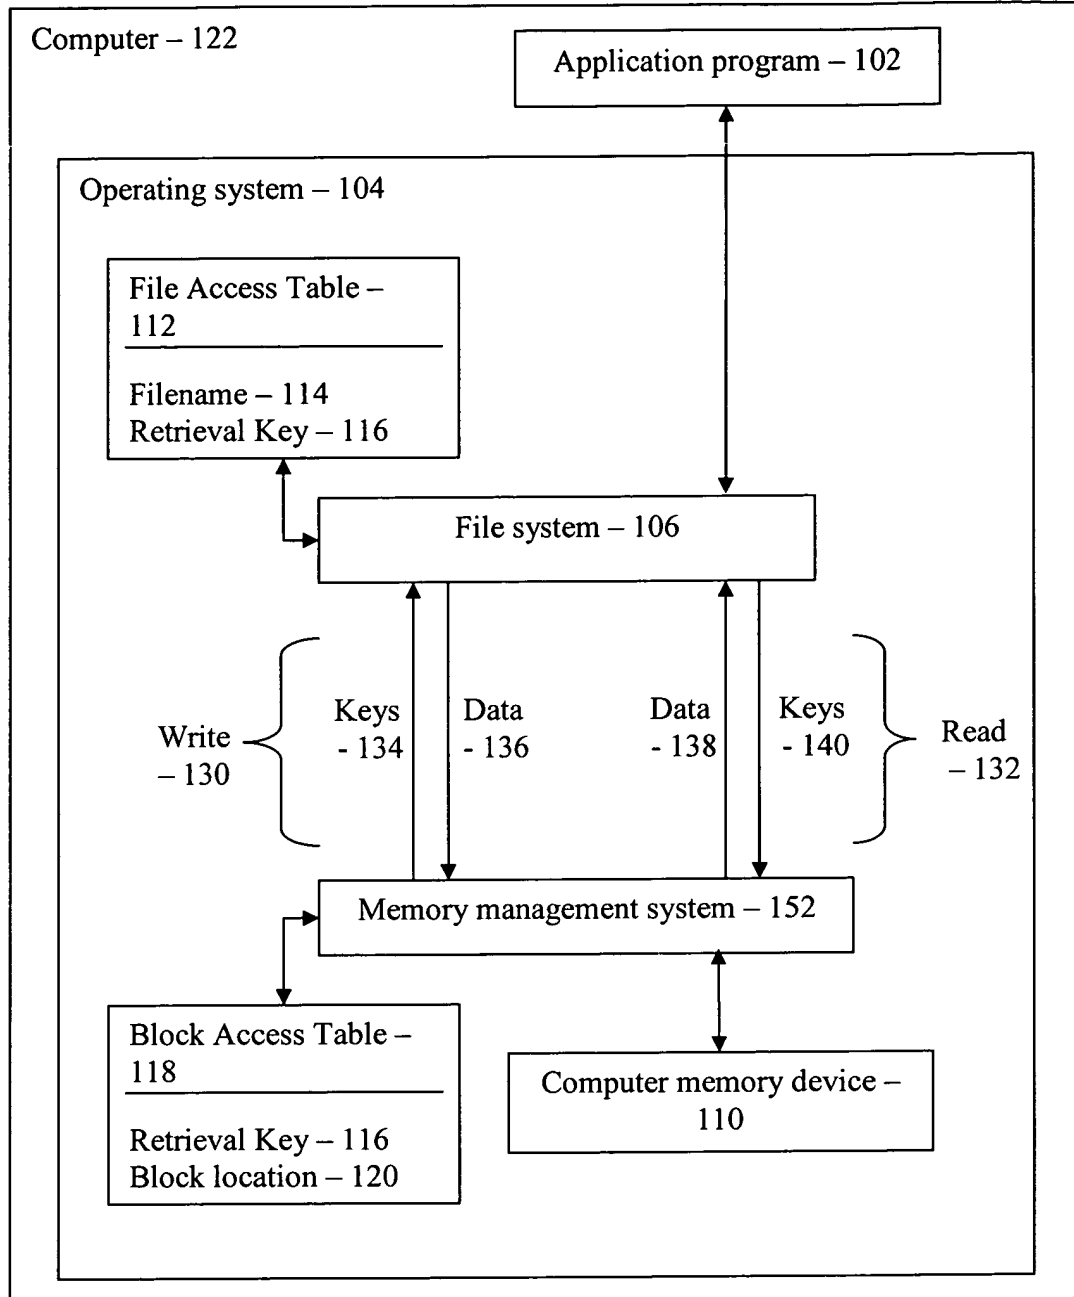 Computer – 122
Application program – 102
Operating system – 104
File Access Table –
112
Filename – 114
Retrieval Key – 116
File system – 106
Write
– 130
Keys
- 134
Data
- 136
Data
- 138
Keys
- 140
Read
– 132
Memory management system – 152
Block Access Table –
118
Retrieval Key – 116
Block location – 120
Computer memory device –
110